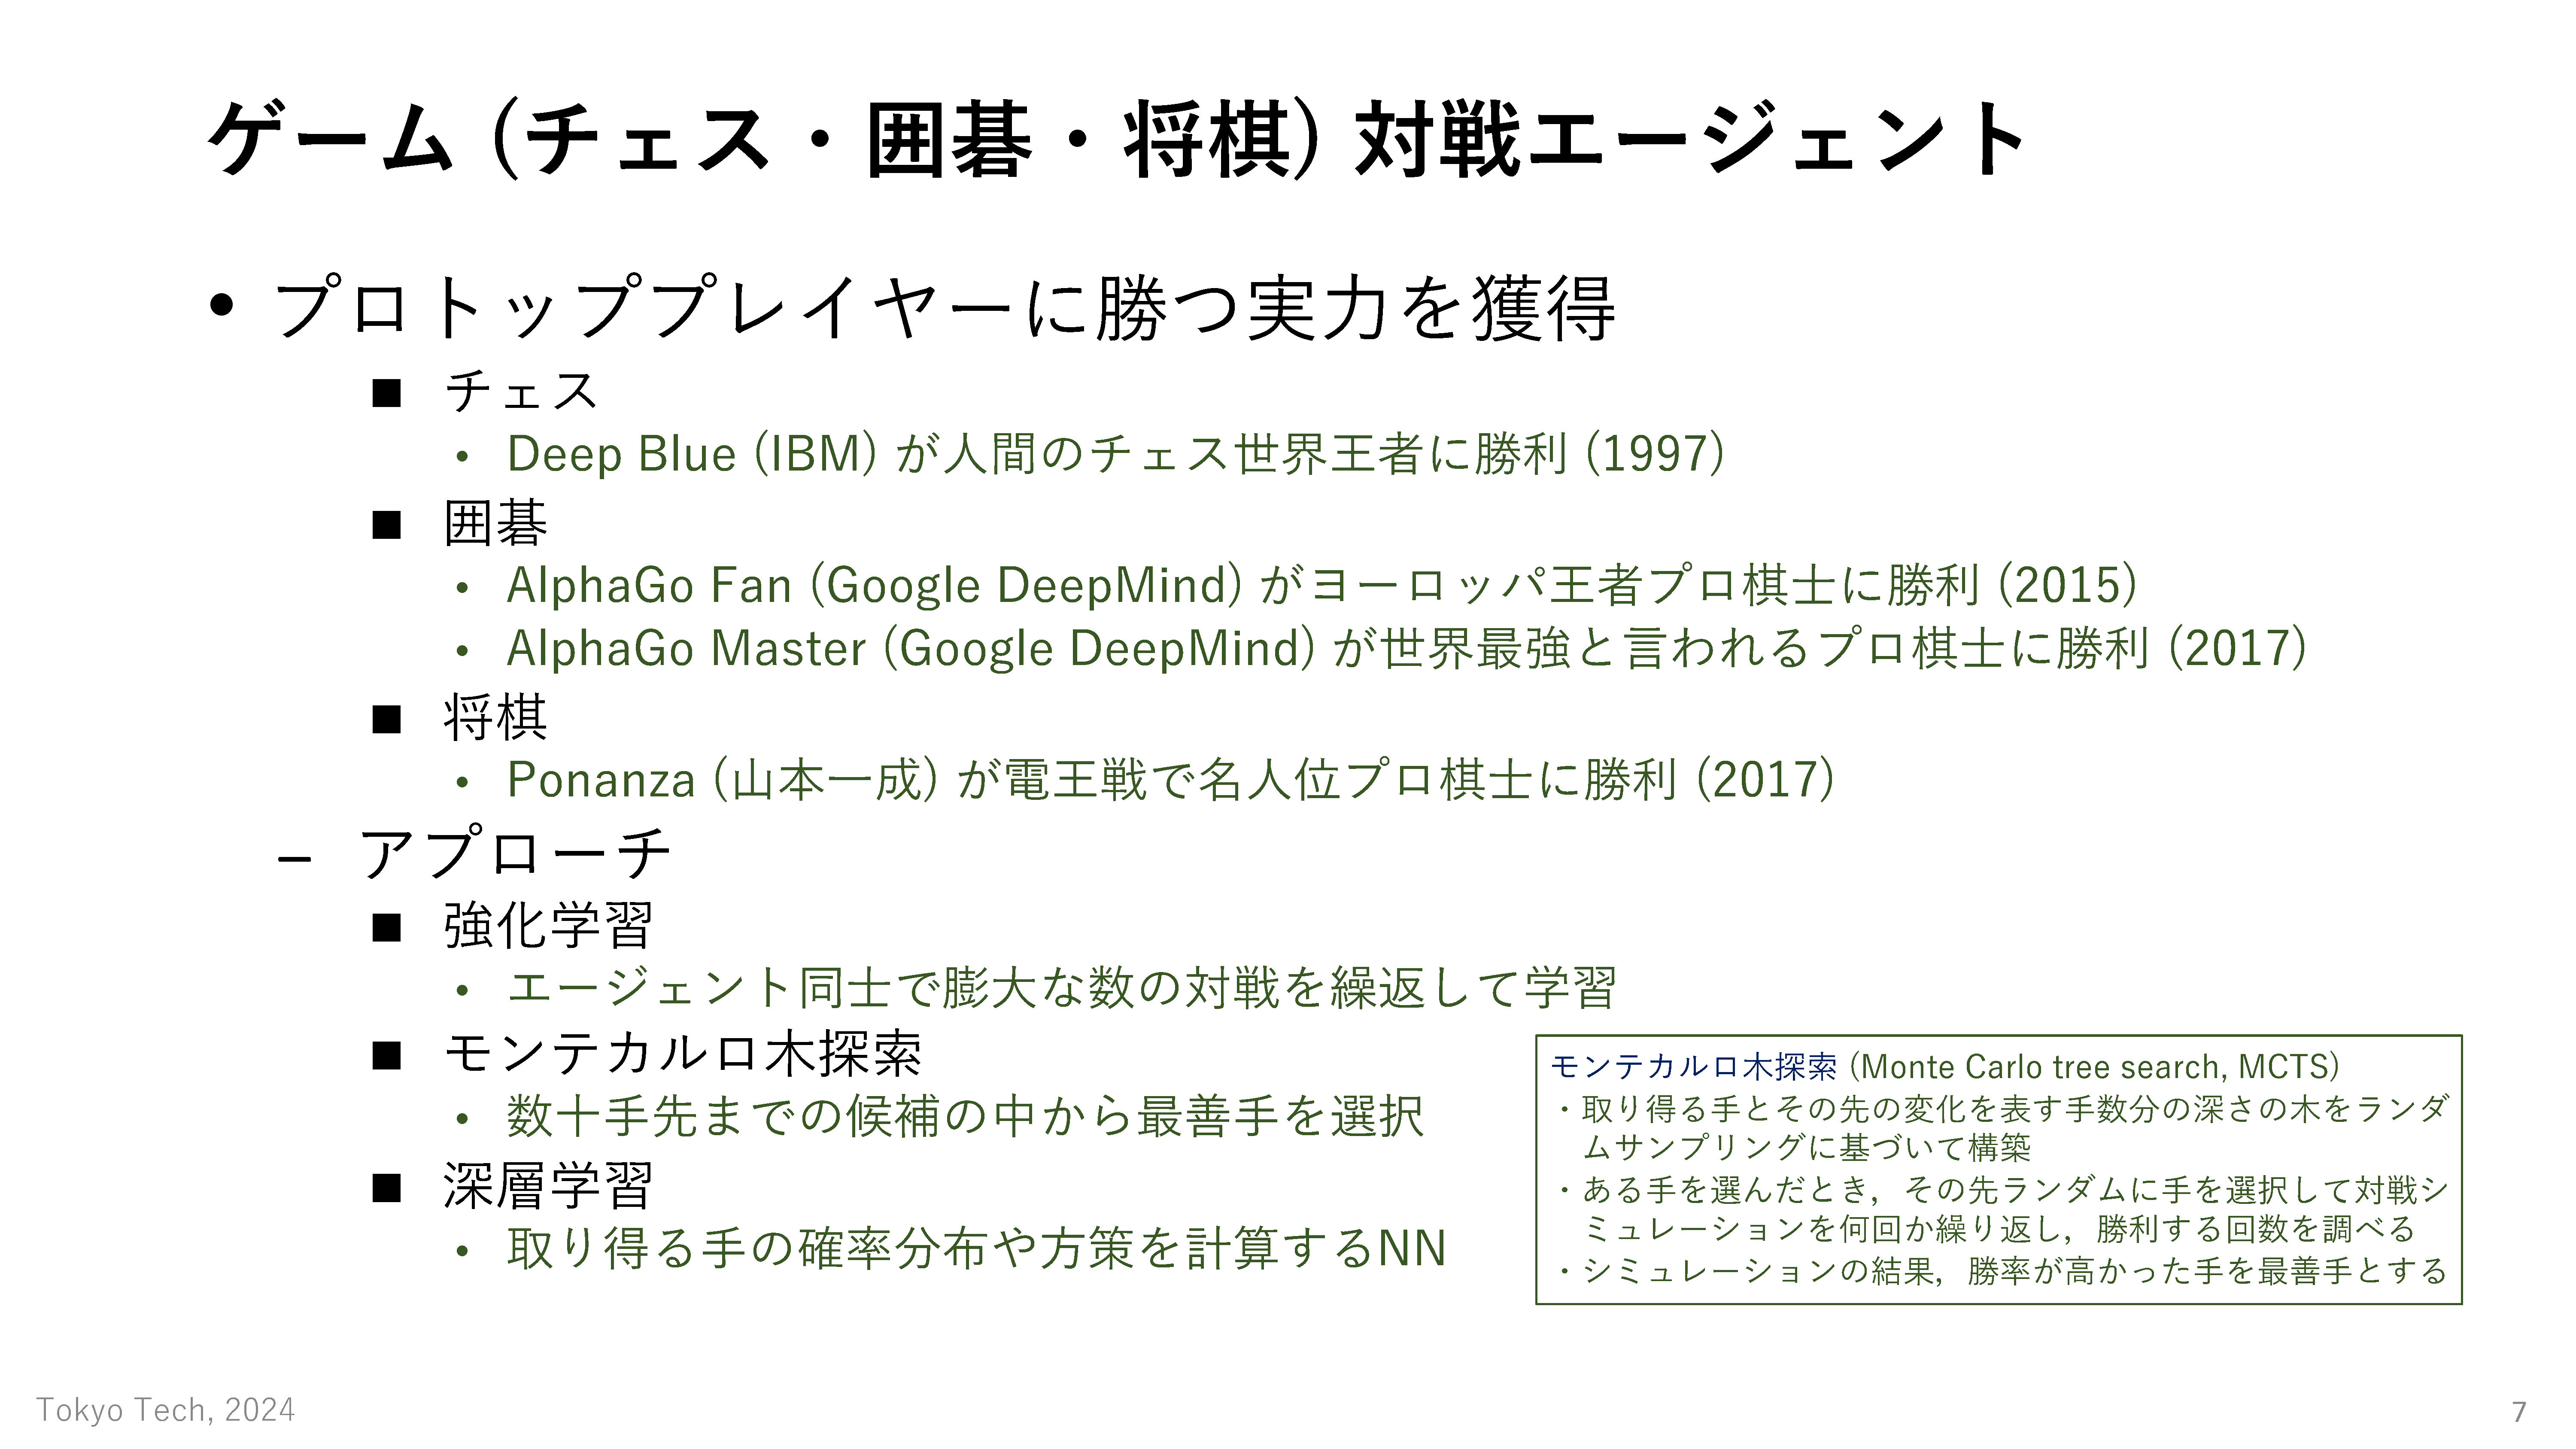 ゲーム (チェス・囲碁・将棋) 対戦エージェント
• プロトッププレイヤーに勝つ実力を獲得
■ チェス
• Deep Blue (IBM) が人間のチェス世界王者に勝利 (1997)
■ 囲碁
• AlphaGo Fan (Google DeepMind) がヨーロッパ王者プロ棋士に勝利 (2015)
• AlphaGo Master (Google DeepMind) が世界最強と言われるプロ棋士に勝利 (2017)
■ 将棋
• Ponanza (山本一成) が電王戦で名人位プロ棋士に勝利 (2017)
– アプローチ
■ 強化学習
• エージェント同士で膨大な数の対戦を繰返して学習
■ モンテカルロ木探索
• 数十手先までの候補の中から最善手を選択
■ 深層学習
• 取り得る手の確率分布や方策を計算するNN
モンテカルロ木探索 (Monte Carlo tree search, MCTS)
・取り得る手とその先の変化を表す手数分の深さの木をランダ
ムサンプリングに基づいて構築
・ある手を選んだとき，その先ランダムに手を選択して対戦シ
ミュレーションを何回か繰り返し，勝利する回数を調べる
・シミュレーションの結果，勝率が高かった手を最善手とする
Tokyo Tech, 2024
7